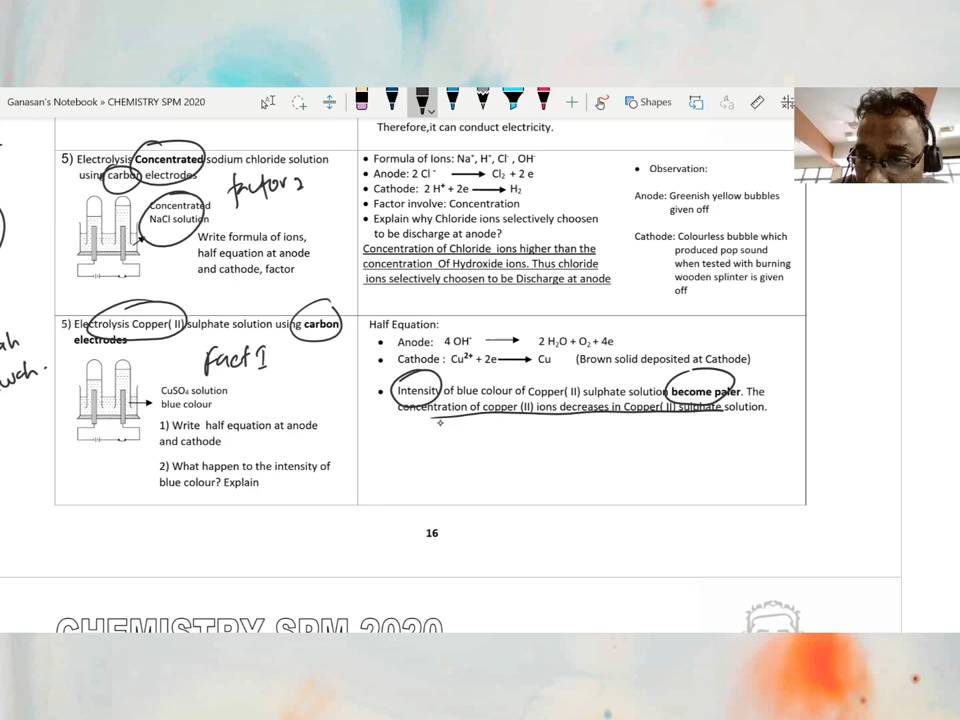 Ganasan's Notebook » CHEMISTRY SPM 2020
Shapes
Therefore,it can conduct electricity.
5) Electrolysis Concentrated sodium chloride solution
using carbon electrodes
factor 2
Concentrated
NaCl solution
Write formula of ions,
half equation at anode
and cathode, factor
• Formula of Ions: Na⁺, H⁺, Cl⁻, OH⁻
• Anode: 2 Cl⁻ ⟶ Cl₂ + 2 e
• Cathode: 2 H⁺ + 2e ⟶ H₂
• Factor involve: Concentration
• Explain why Chloride ions selectively choosen
to be discharge at anode?
Concentration of Chloride ions higher than the
concentration Of Hydroxide ions. Thus chloride
ions selectively choosen to be Discharge at anode
• Observation:
Anode: Greenish yellow bubbles
given off
Cathode: Colourless bubble which
produced pop sound
when tested with burning
wooden splinter is given
off
5) Electrolysis Copper( II) sulphate solution using carbon
electrodes
Fact 1
CuSO₄ solution
blue colour
1) Write half equation at anode
and cathode
2) What happen to the intensity of
blue colour? Explain
Half Equation:
• Anode: 4 OH⁻ ⟶ 2 H₂O + O₂ + 4e
• Cathode : Cu²⁺ + 2e ⟶ Cu (Brown solid deposited at Cathode)
• Intensity of blue colour of Copper( II) sulphate solution become paler. The
concentration of copper (II) ions decreases in Copper( II) sulphate solution.
16
CHEMISTRY SPM 2020